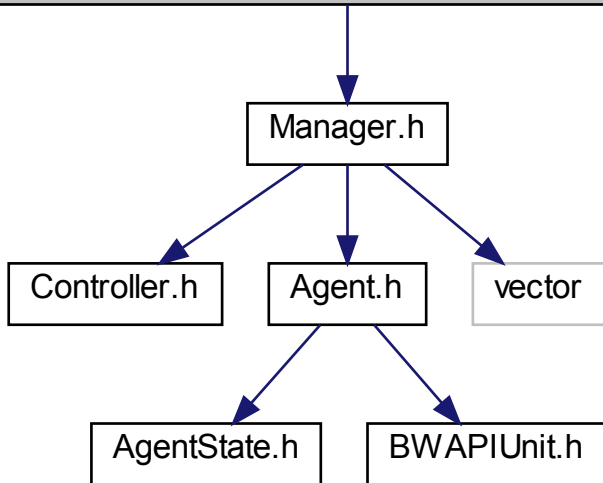 Manager.h
Controller.h
Agent.h
vector
AgentState.h
BWAPIUnit.h